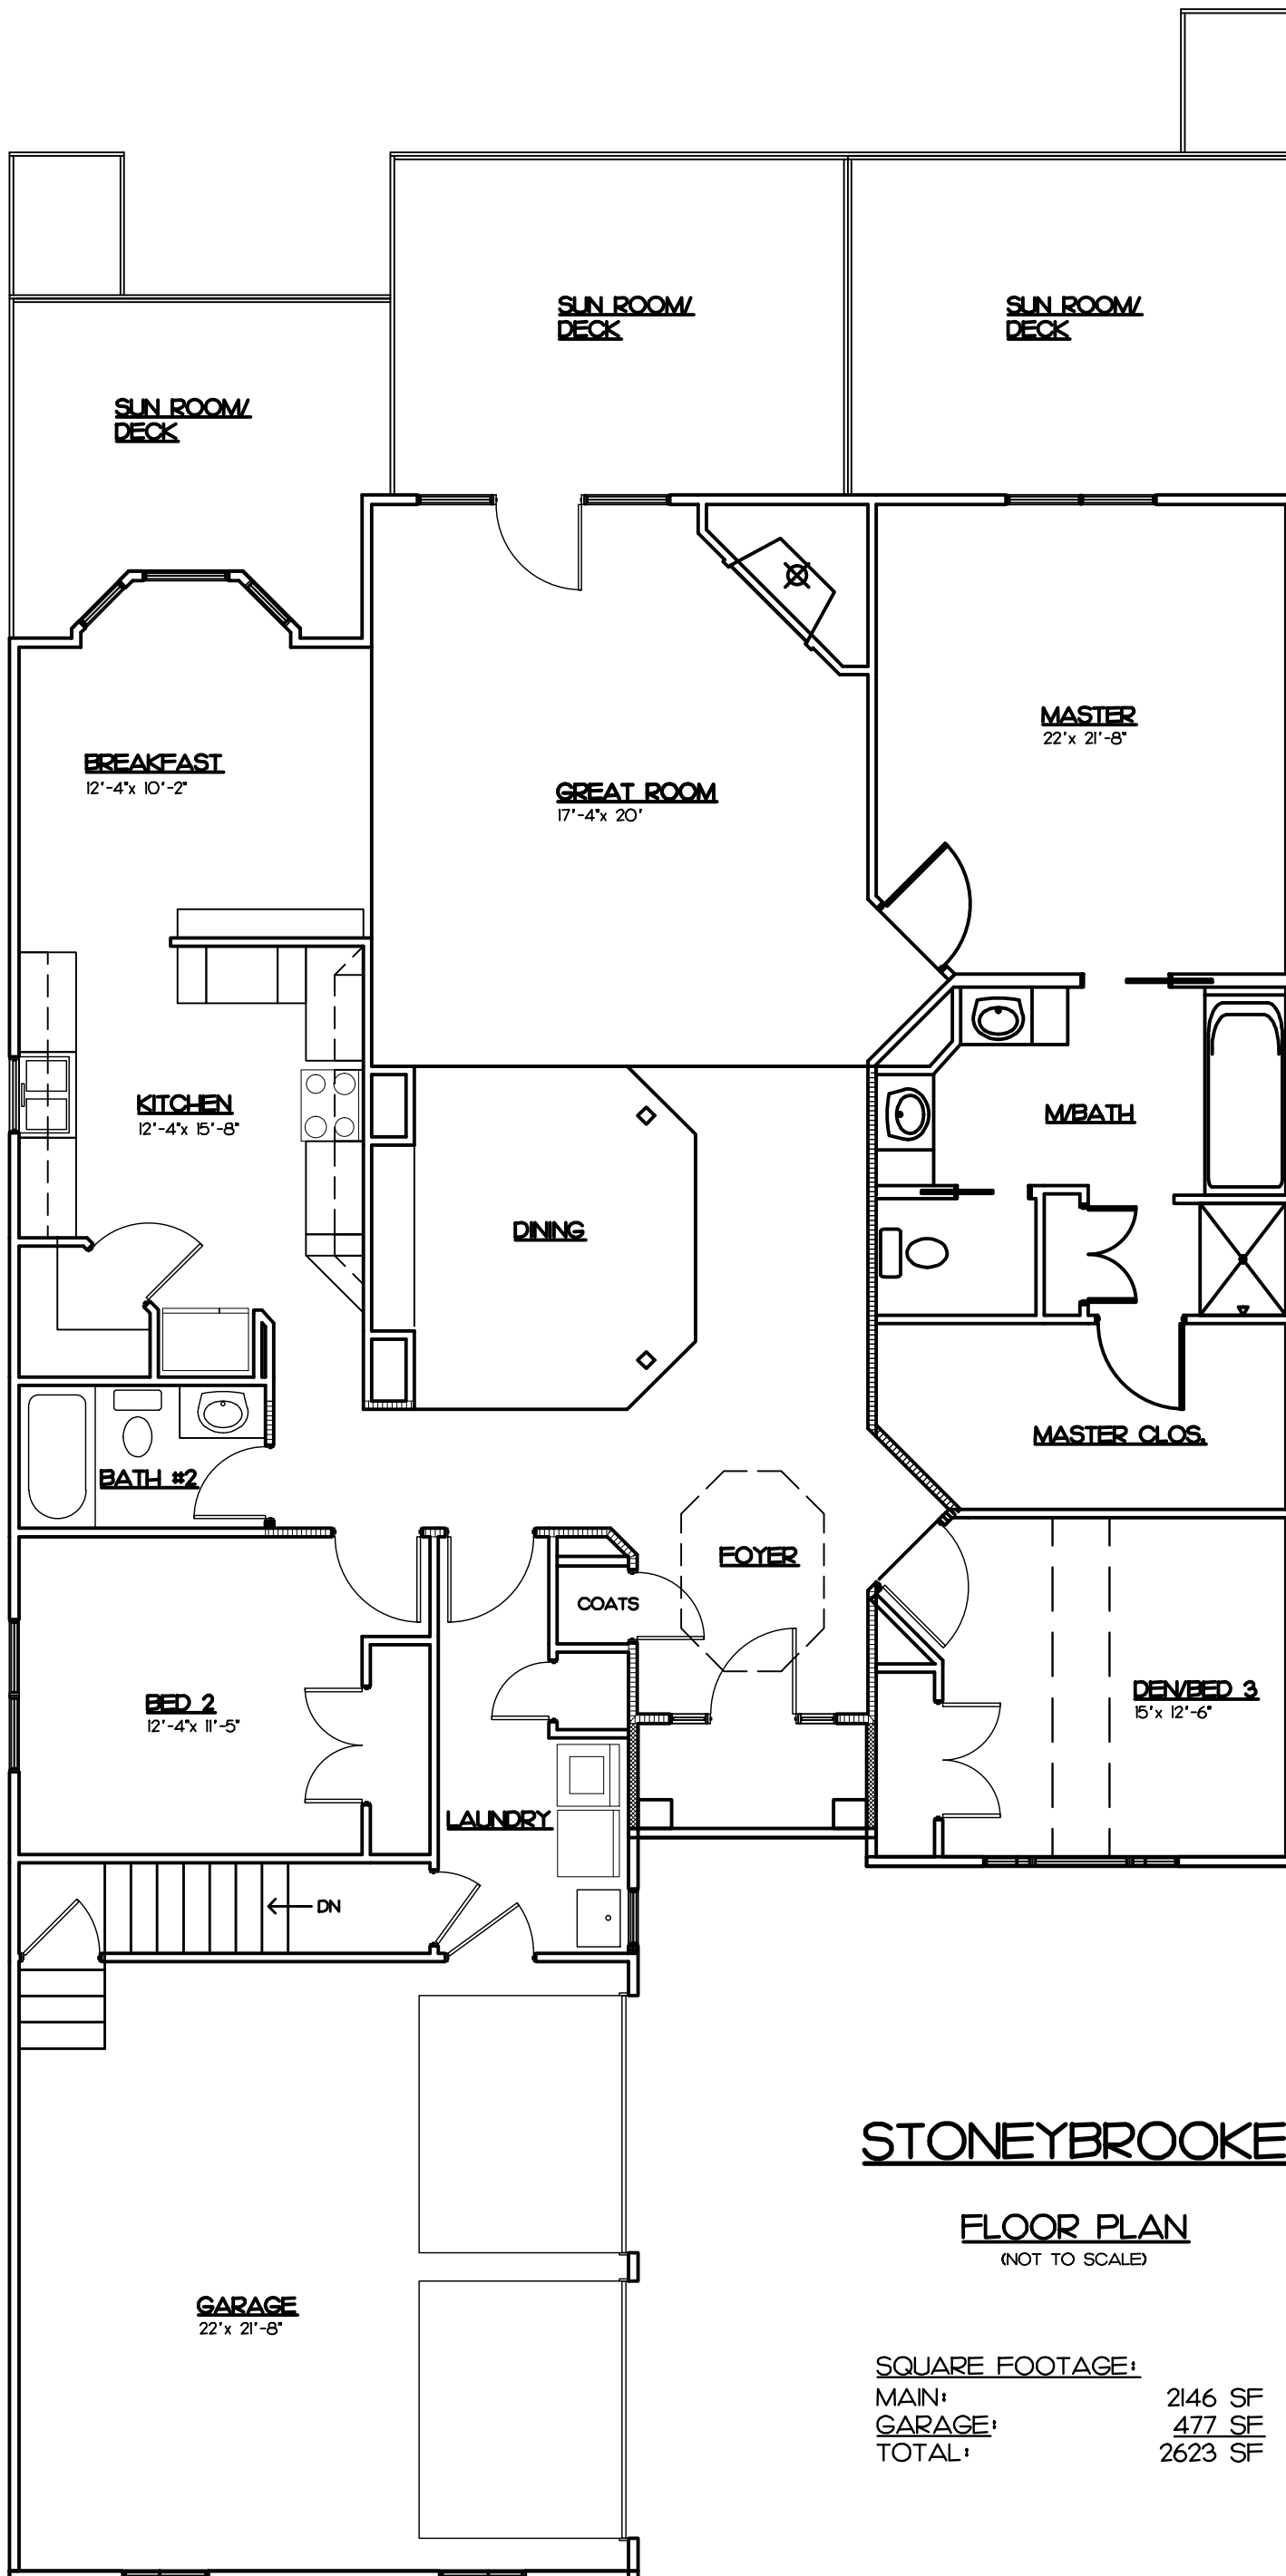 SUN ROOM/
DECK
SUN ROOM/
DECK
SUN ROOM/
DECK
MASTER
22'x 21'-8"
BREAKFAST
12'-4"x 10'-2"
GREAT ROOM
17'-4"x 20'
KITCHEN
12'-4"x 15'-8"
M/BATH
DINING
MASTER CLOS.
BATH #2
FOYER
COATS
BED 2
12'-4"x 11'-5"
DEN/BED 3
15'x 12'-6"
LAUNDRY
DN
STONEYBROOKE
FLOOR PLAN
(NOT TO SCALE)
GARAGE
22'x 21'-8"
SQUARE FOOTAGE:
MAIN: 2146 SF
GARAGE: 477 SF
TOTAL: 2623 SF